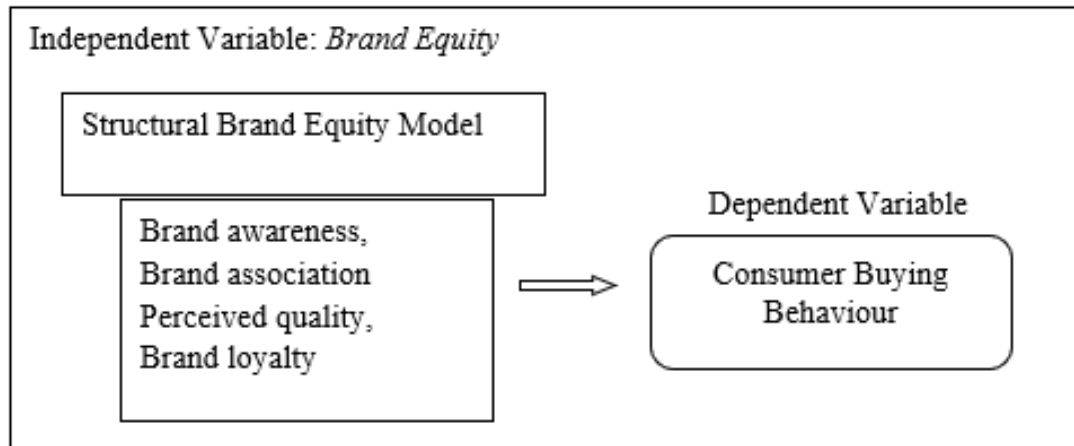 Independent Variable: Brand Equity
Structural Brand Equity Model
Brand awareness,
Brand association
Perceived quality,
Brand loyalty
Dependent Variable
Consumer Buying
Behaviour